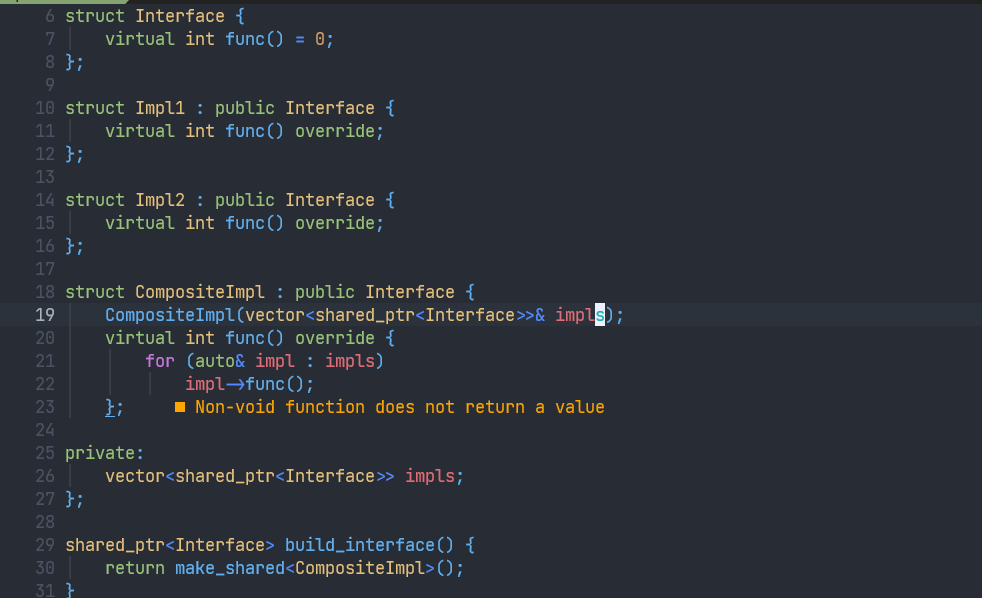 6 struct Interface {
7 virtual int func() = 0;
8 };
9
10 struct Impl1 : public Interface {
11 virtual int func() override;
12 };
13
14 struct Impl2 : public Interface {
15 virtual int func() override;
16 };
17
18 struct CompositeImpl : public Interface {
19 CompositeImpl(vector<shared_ptr<Interface>>& impls);
20 virtual int func() override {
21 for (auto& impl : impls)
22 impl->func();
23 }; ■ Non-void function does not return a value
24
25 private:
26 vector<shared_ptr<Interface>> impls;
27 };
28
29 shared_ptr<Interface> build_interface() {
30 return make_shared<CompositeImpl>();
31 }